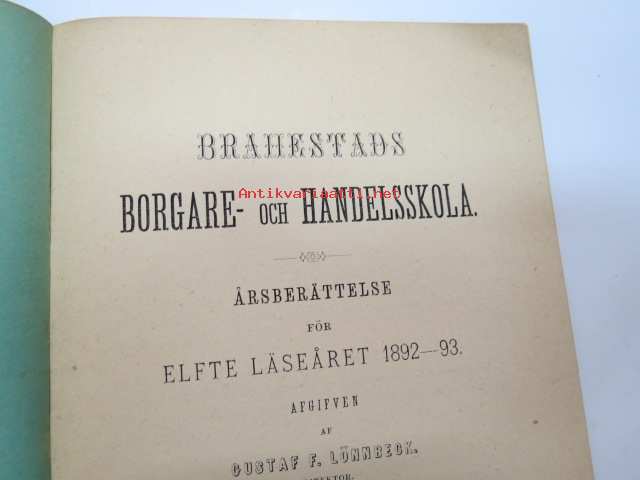 BRAHESTADS
Antikvariaatti.net
BORGARE- OCH HANDELSSKOLA.
ÅRSBERÄTTELSE
FÖR
ELFTE LÄSEÅRET 1892—93.
AFGIFVEN
AF
GUSTAF F. LÖNNBECK.